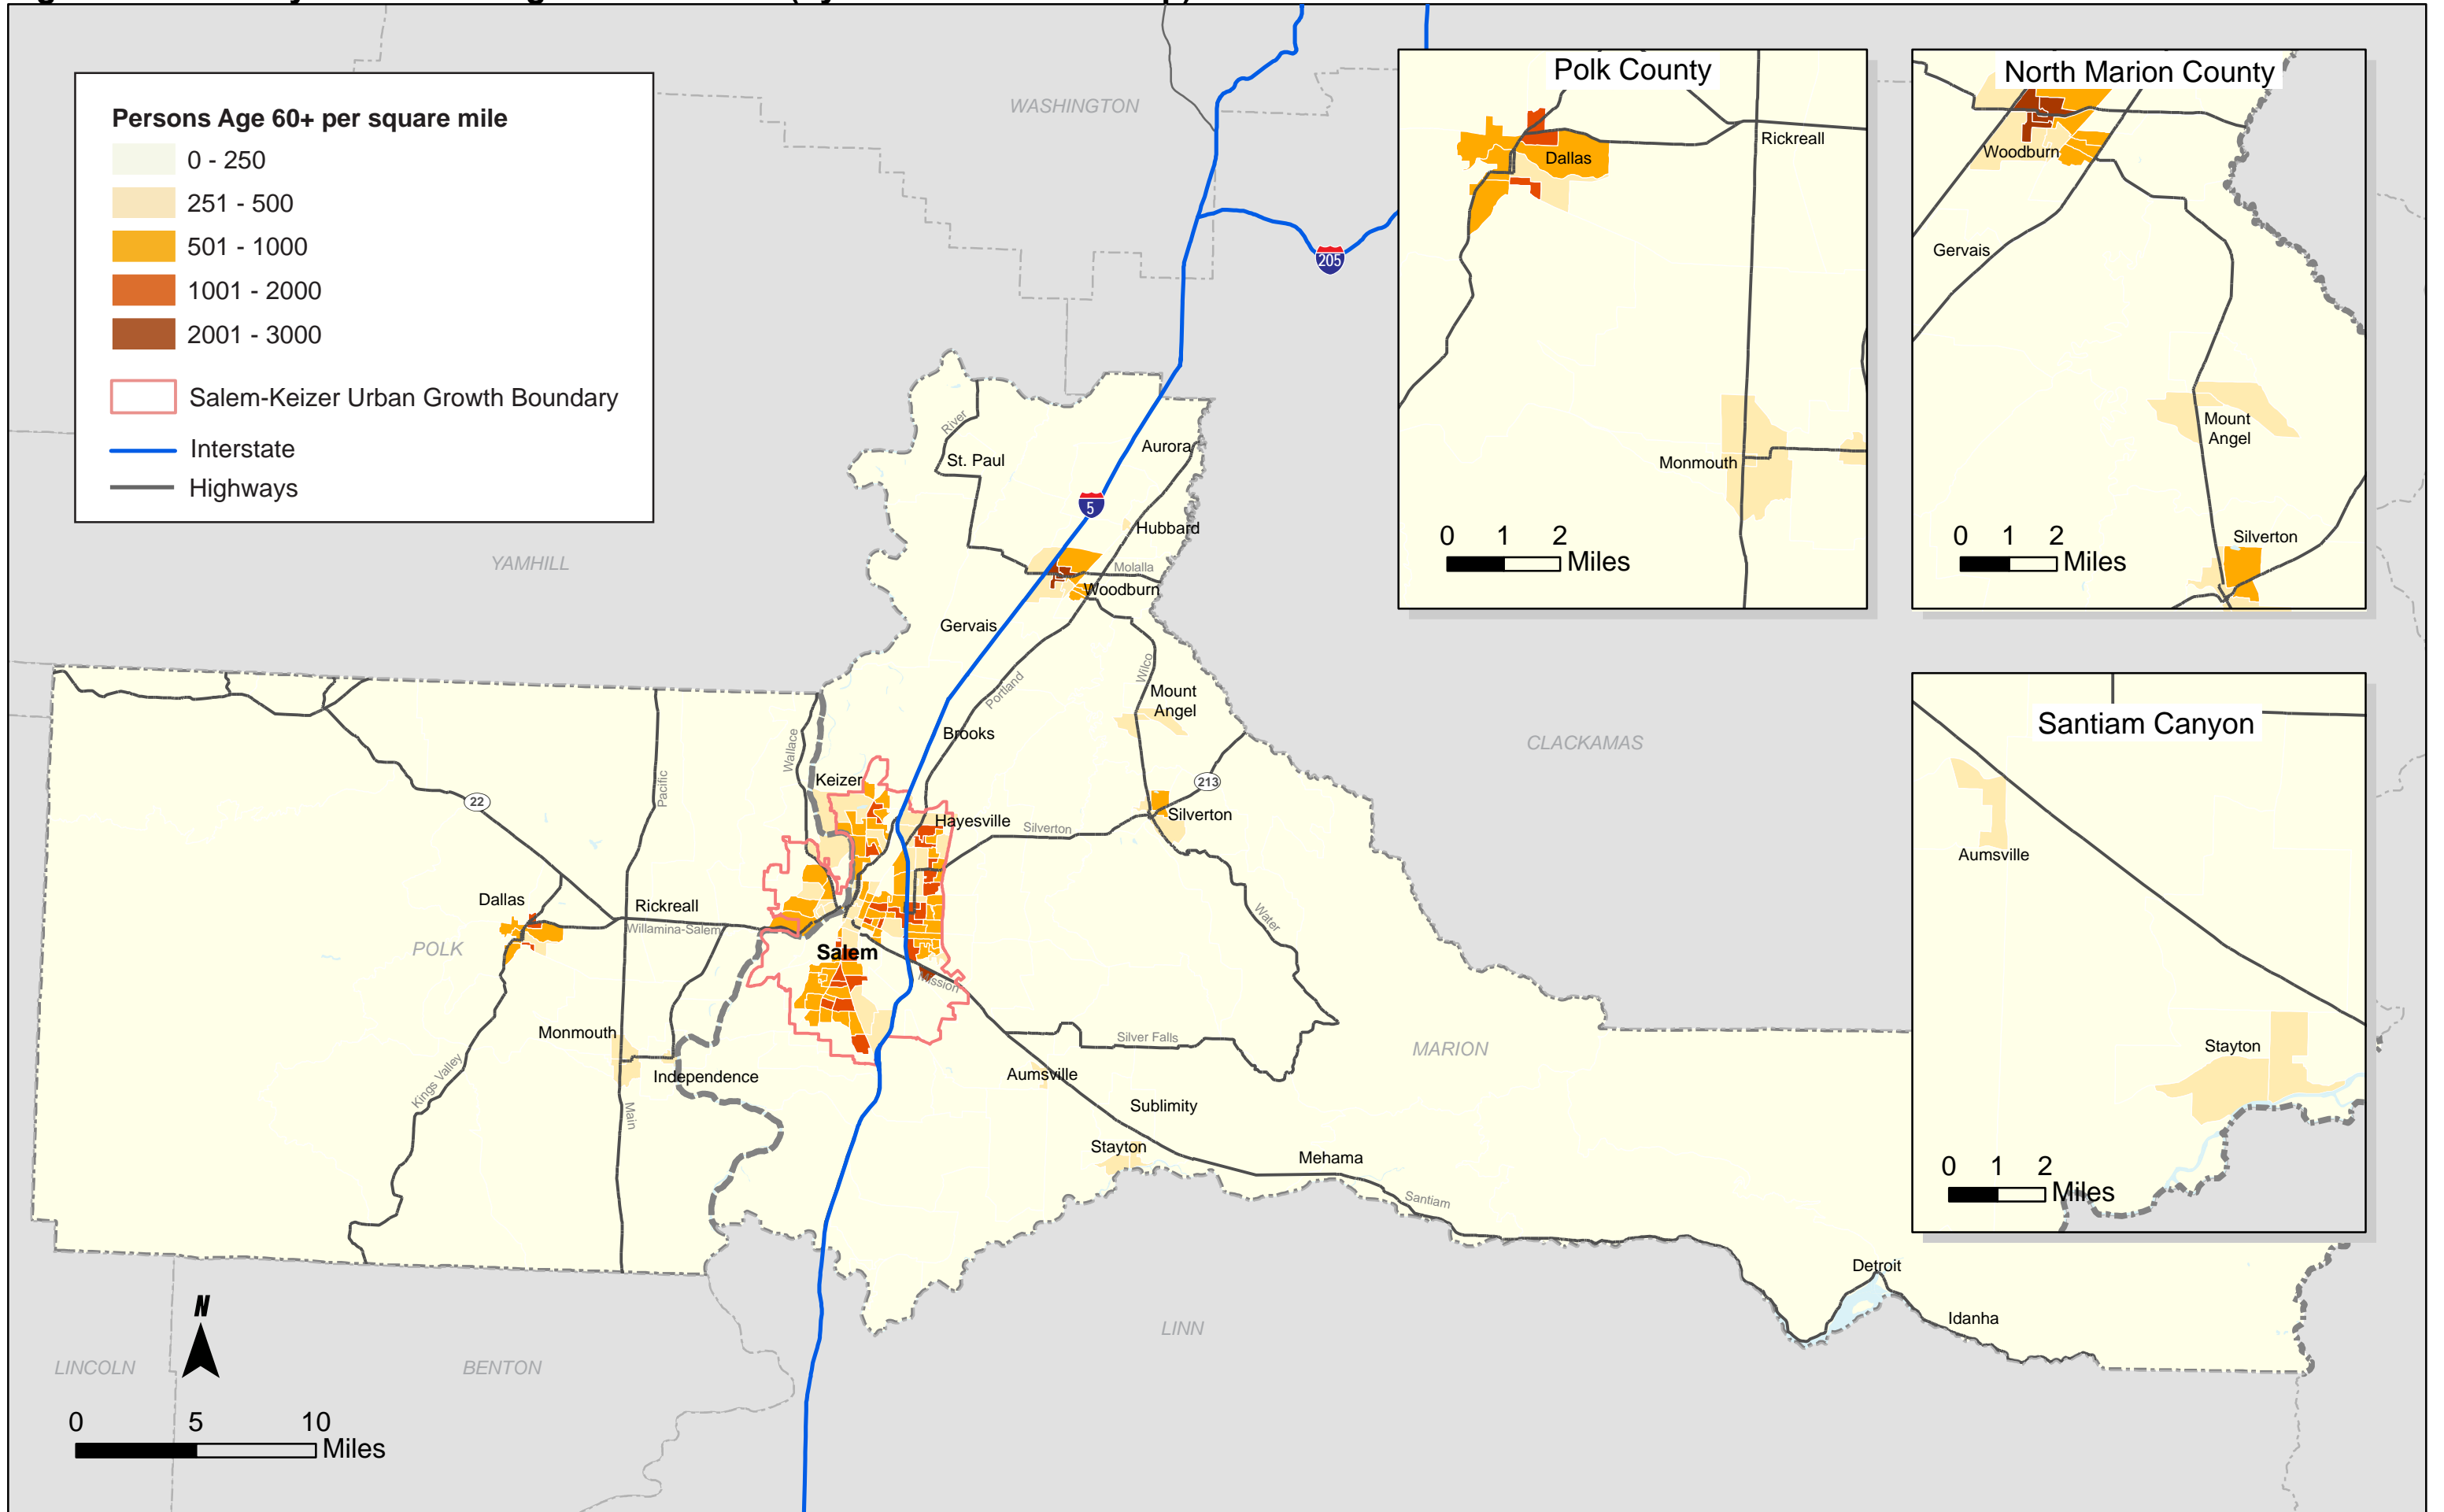 Persons Age 60+ per square mile
0 - 250
251 - 500
501 - 1000
1001 - 2000
2001 - 3000
Salem-Keizer Urban Growth Boundary
Interstate
Highways
Polk County
Dallas
Rickreall
Monmouth
0 1 2
Miles
North Marion County
Woodburn
Gervais
Mount
Angel
Silverton
0 1 2
Miles
Santiam Canyon
Aumsville
Stayton
0 1 2
Miles
WASHINGTON
205
YAMHILL
River
St. Paul
Aurora
5
Hubbard
Molalla
Woodburn
Gervais
Wilco
Portland
Mount
Angel
Brooks
CLACKAMAS
Wallace
Pacific
Keizer
213
22
Hayesville
Silverton
Silverton
Dallas
Rickreall
Willamina-Salem
Water
POLK
Salem
Mission
Monmouth
Silver Falls
MARION
Independence
Kings Valley
Main
Aumsville
Sublimity
Stayton
Mehama
Santiam
Detroit
Idanha
N
LINN
LINCOLN
BENTON
0 5 10
Miles